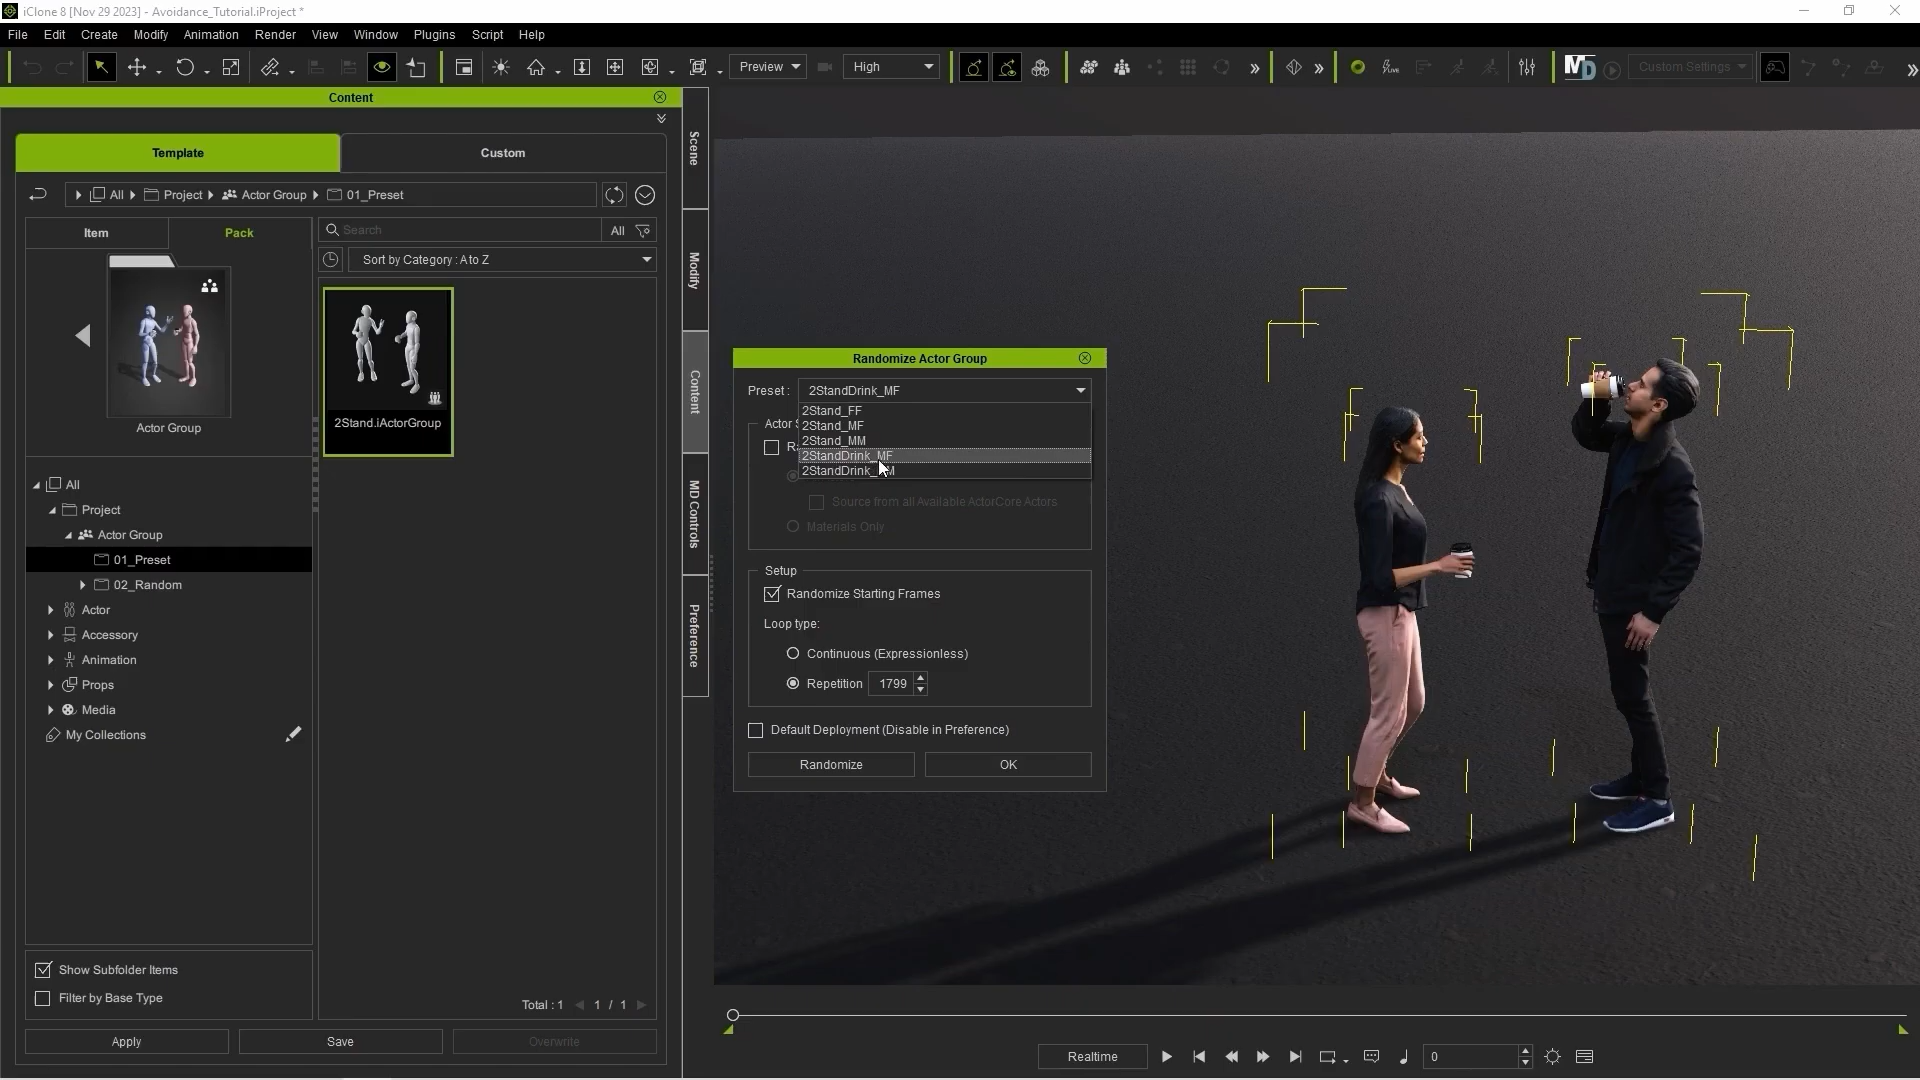 iClone 8 [Nov 29 2023] - Avoidance_Tutorial.iProject *
File Edit Create Modify Animation Render View Window Plugins Script Help
Preview High MD Custom Settings
Content
Template Custom
All Project Actor Group 01_Preset
Item Pack
Search All
Sort by Category : A to Z
Actor Group
2Stand.iActorGroup
All
Project
Actor Group
01_Preset
02_Random
Actor
Accessory
Animation
Props
Media
My Collections
Show Subfolder Items
Filter by Base Type
Total : 1 1 / 1
Apply Save Overwrite
Scene
Modify
Content
MD Controls
Preference
Randomize Actor Group
Preset : 2StandDrink_MF
2Stand_FF
2Stand_MF
2Stand_MM
2StandDrink_MF
Source from all Available ActorCore Actors
Materials Only
Setup
Randomize Starting Frames
Loop type:
Continuous (Expressionless)
Repetition 1799
Default Deployment (Disable in Preference)
Randomize OK
Realtime 0